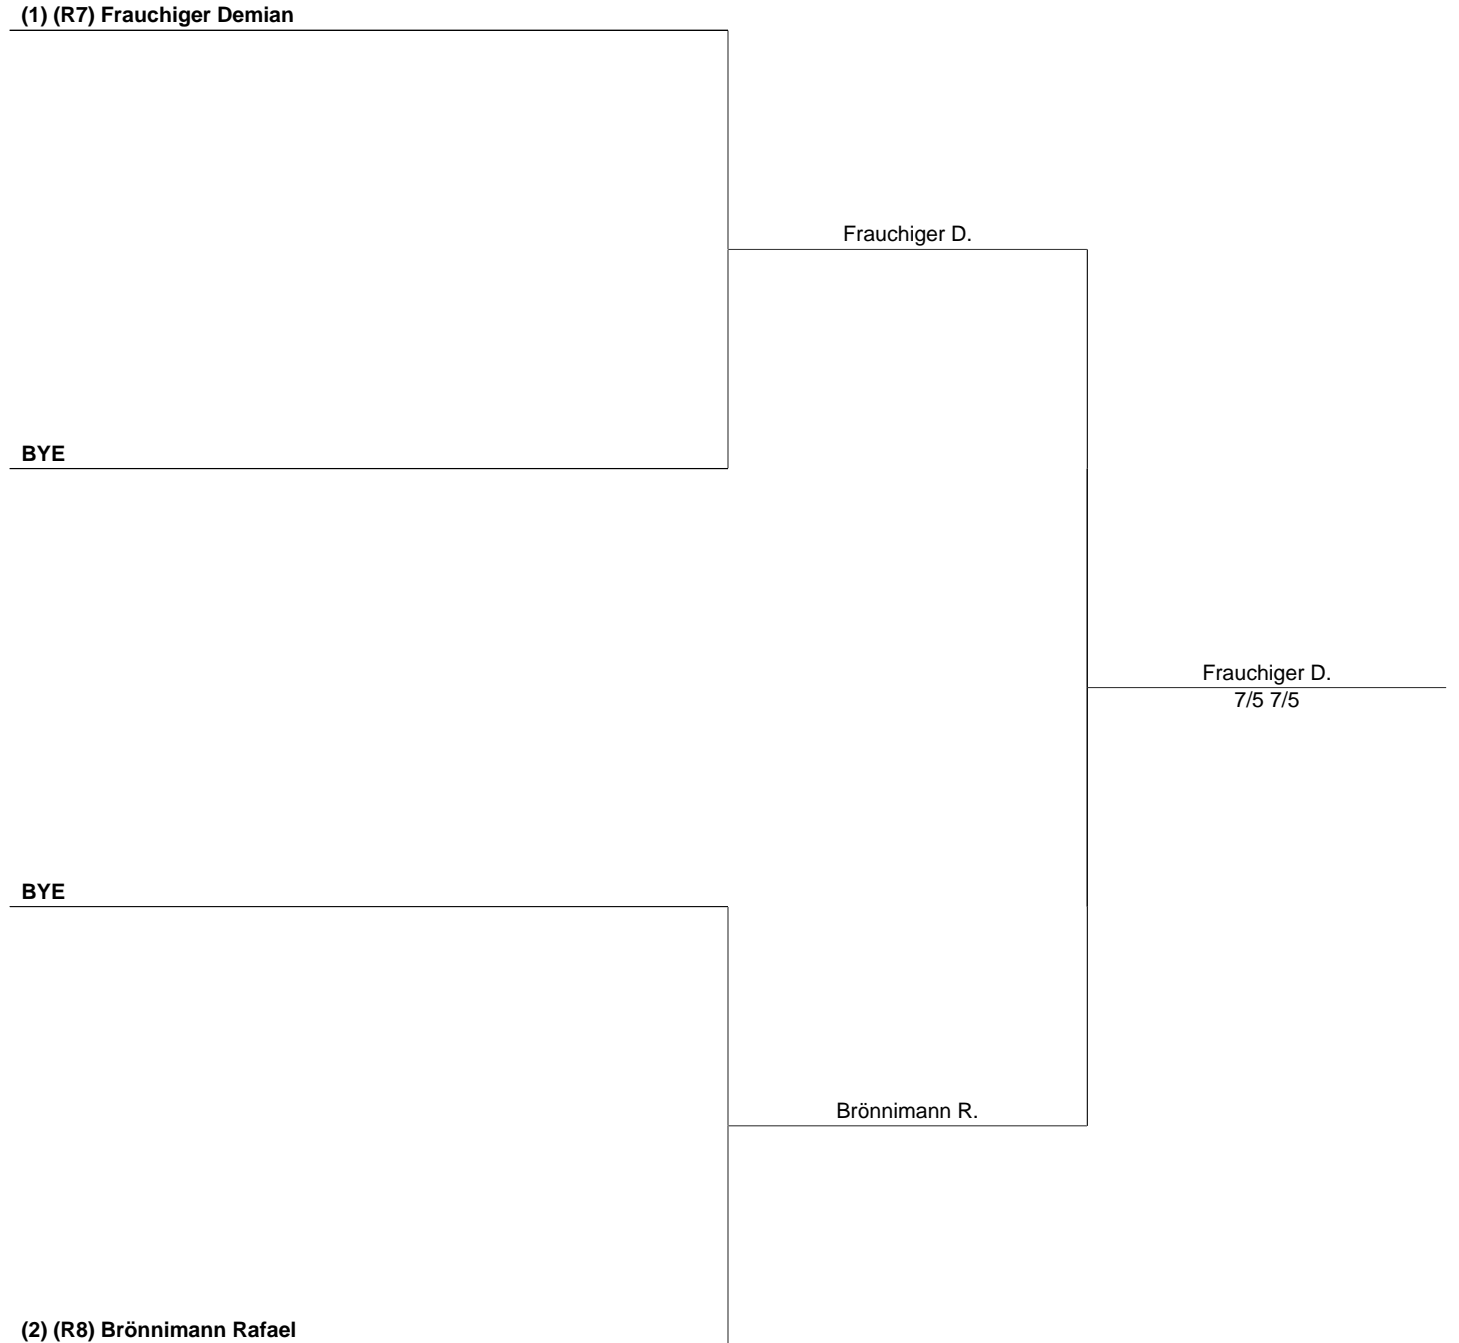 (1) (R7) Frauchiger Demian
Frauchiger D.
BYE
Frauchiger D.
7/5 7/5
BYE
Brönnimann R.
(2) (R8) Brönnimann Rafael